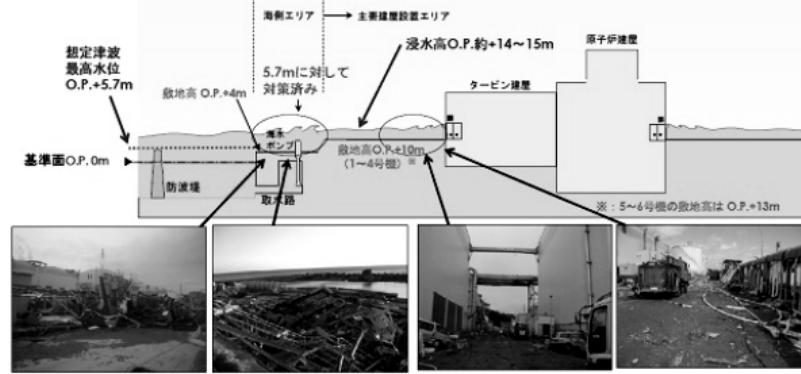 海側エリア
主要建屋設置エリア
原子炉建屋
想定津波
最高水位
O.P.+5.7m
5.7mに対して
対策済み
浸水高O.P.約+14〜15m
タービン建屋
敷地高 O.P.+4m
海水
ポンプ
敷地高O.P.+10m
(1〜4号機)※
基準面O.P. 0m
防波堤
取水路
※：5〜6号機の敷地高は O.P.+13m